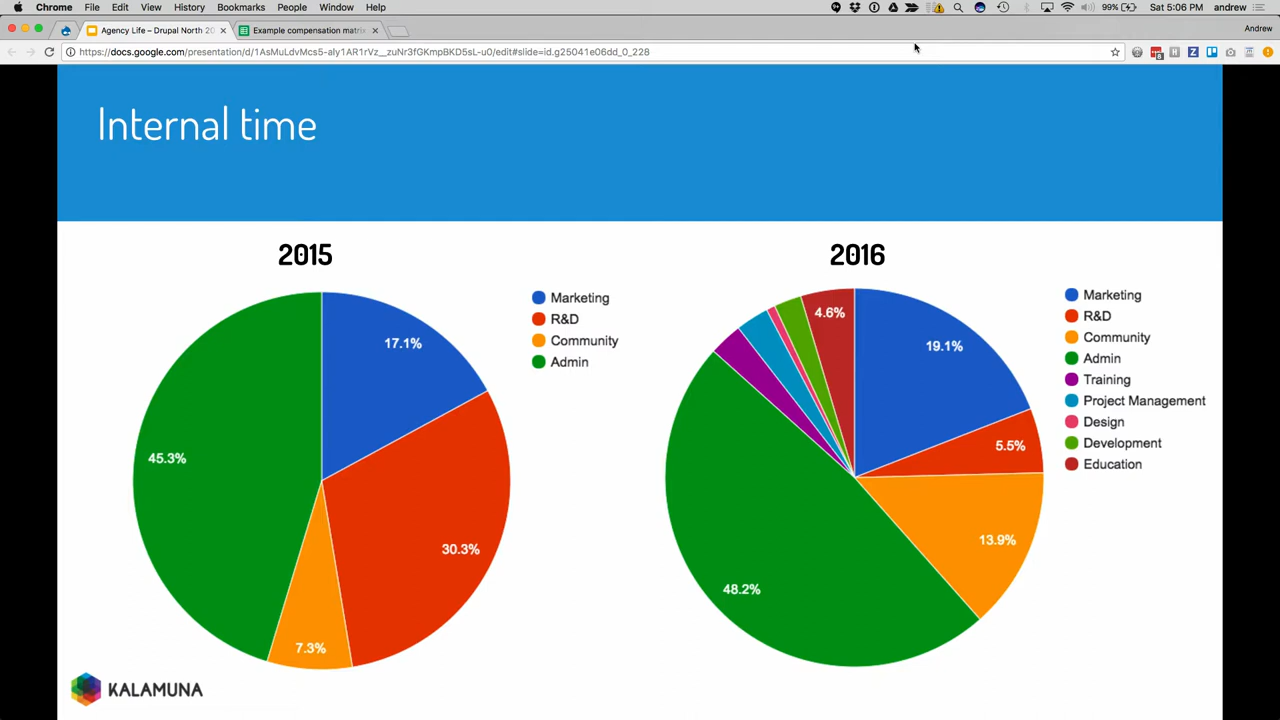 Chrome File Edit View History Bookmarks People Window Help 99% Sat 5:06 PM andrew
Agency Life – Drupal North 20 Example compensation matri Andrew
https://docs.google.com/presentation/d/1AsMuLdvMcs5-aIy1AR1rVz__zuNr3fGKmpBKD5sL-u0/edit#slide=id.g25041e06dd_0_228
Internal time
2015
Marketing
R&D
Community
Admin
17.1%
45.3%
30.3%
7.3%
2016
Marketing
R&D
Community
Admin
Training
Project Management
Design
Development
Education
4.6%
19.1%
5.5%
13.9%
48.2%
KALAMUNA